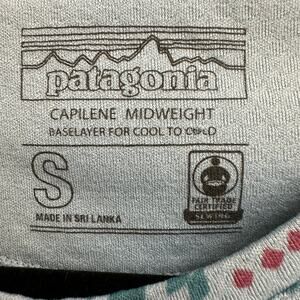 patagonia
CAPILENE MIDWEIGHT
BASELAYER FOR COOL TO COLD
S
MADE IN SRI LANKA
FAIR TRADE
CERTIFIED
SEWING